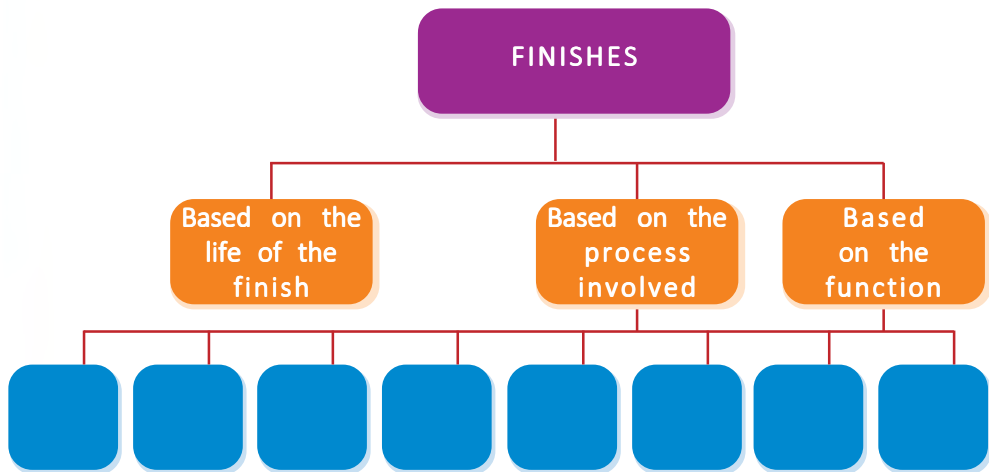 FINISHES
Based on the
life of the
finish
Based on the
process
involved
Based
on the
function